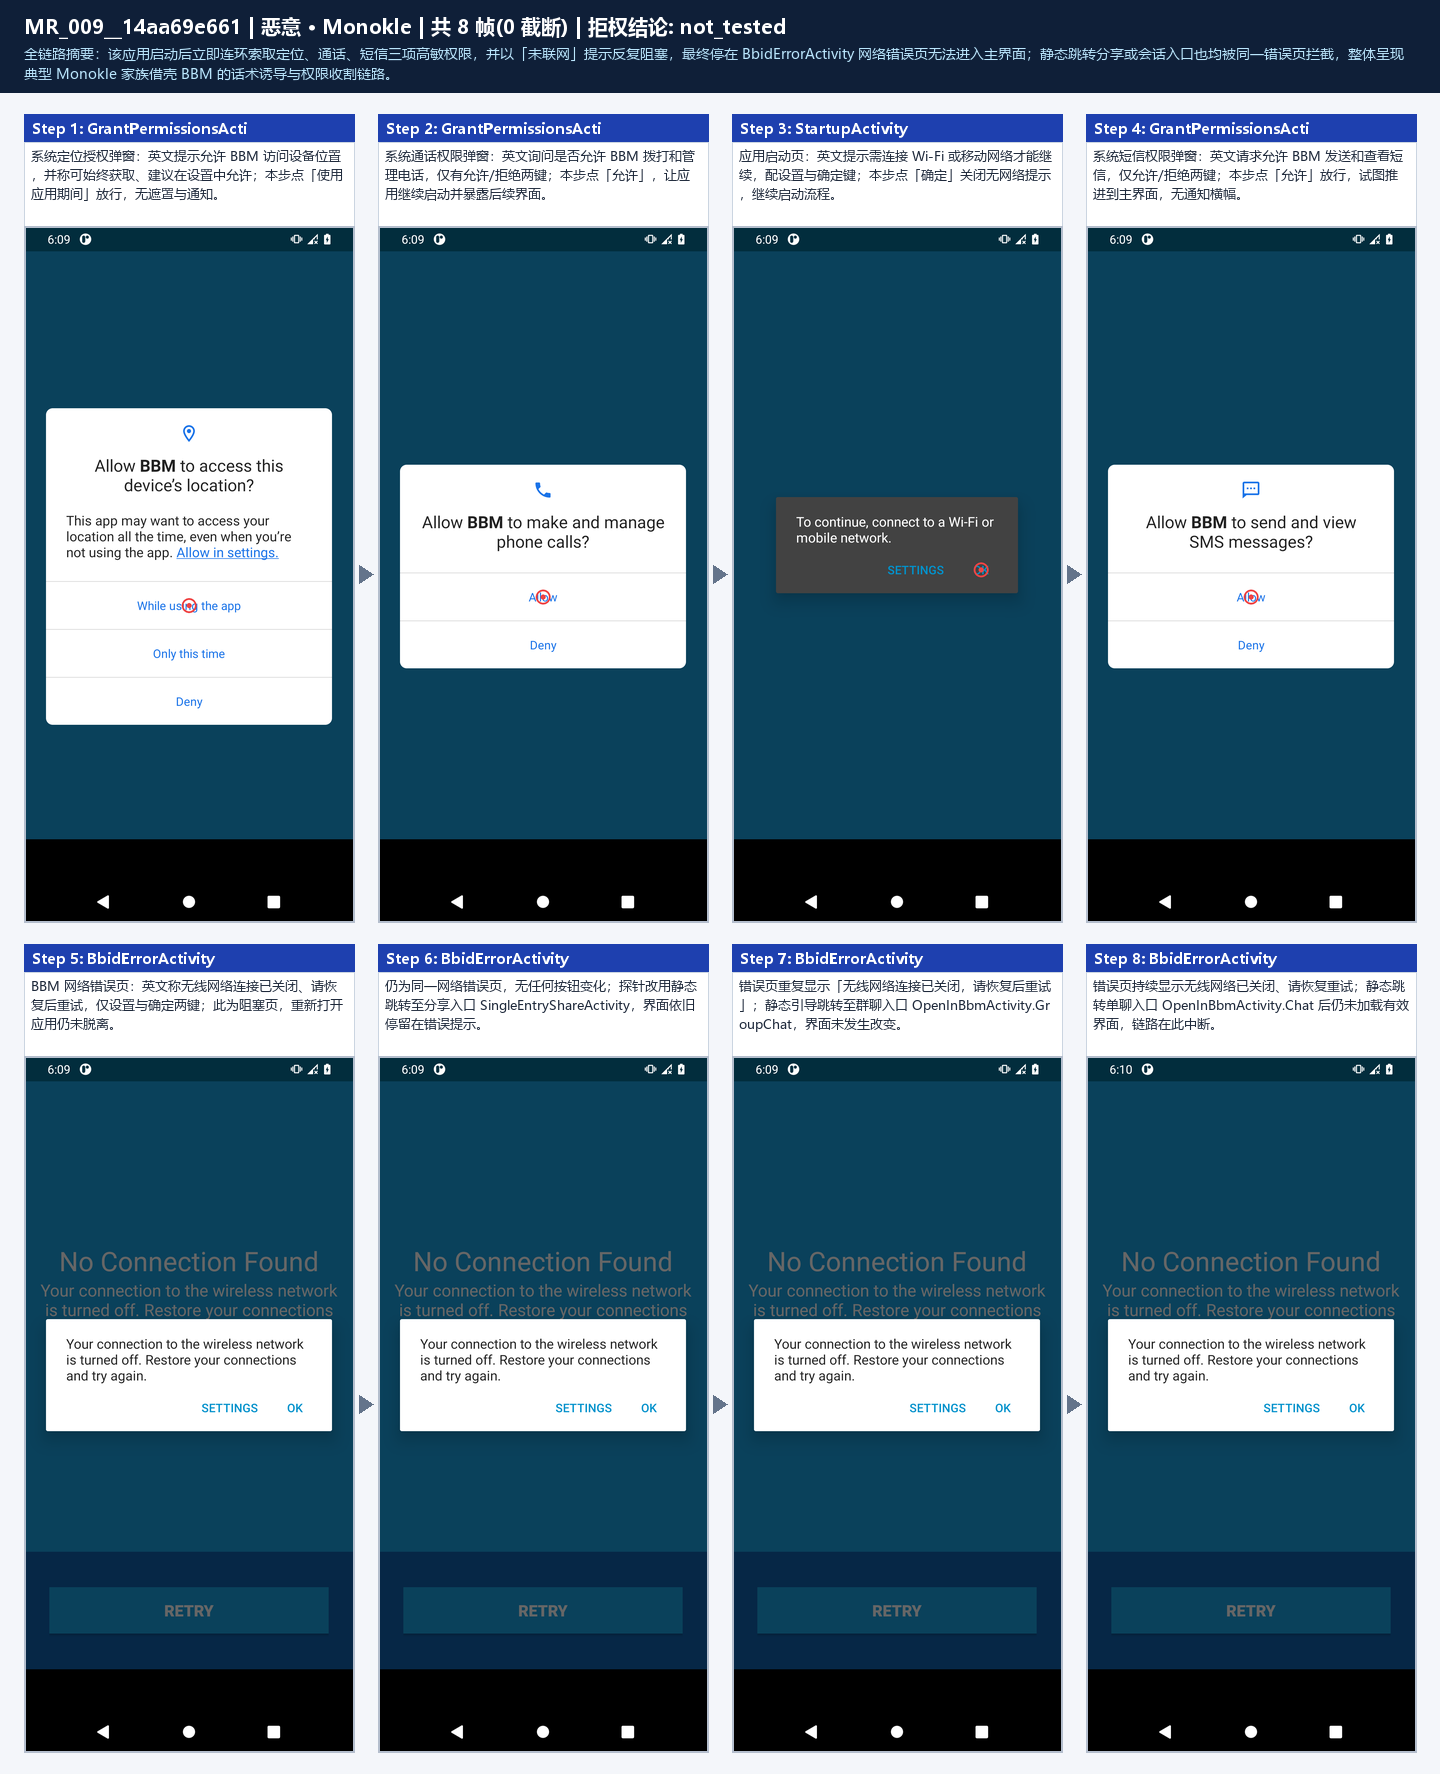 MR_009__14aa69e661 | 恶意 • Monokle | 共 8 帧(0 截断) | 拒权结论: not_tested
全链路摘要：该应用启动后立即连环索取定位、通话、短信三项高敏权限，并以「未联网」提示反复阻塞，最终停在 BbidErrorActivity 网络错误页无法进入主界面；静态跳转分享或会话入口也均被同一错误页拦截，整体呈现
典型 Monokle 家族借壳 BBM 的话术诱导与权限收割链路。
Step 1: GrantPermissionsActi
系统定位授权弹窗：英文提示允许 BBM 访问设备位置
，并称可始终获取、建议在设置中允许；本步点「使用
应用期间」放行，无遮罩与通知。
6:09
Allow BBM to access this
device’s location?
This app may want to access your
location all the time, even when you’re
not using the app. Allow in settings.
While using the app
Only this time
Deny
Step 2: GrantPermissionsActi
系统通话权限弹窗：英文询问是否允许 BBM 拨打和管
理电话，仅有允许/拒绝两键；本步点「允许」，让应
用继续启动并暴露后续界面。
6:09
Allow BBM to make and manage
phone calls?
Allow
Deny
Step 3: StartupActivity
应用启动页：英文提示需连接 Wi-Fi 或移动网络才能继
续，配设置与确定键；本步点「确定」关闭无网络提示
，继续启动流程。
6:09
To continue, connect to a Wi-Fi or
mobile network.
SETTINGS
Step 4: GrantPermissionsActi
系统短信权限弹窗：英文请求允许 BBM 发送和查看短
信，仅允许/拒绝两键；本步点「允许」放行，试图推
进到主界面，无通知横幅。
6:09
Allow BBM to send and view
SMS messages?
Allow
Deny
Step 5: BbidErrorActivity
BBM 网络错误页：英文称无线网络连接已关闭、请恢
复后重试，仅设置与确定两键；此为阻塞页，重新打开
应用仍未脱离。
6:09
No Connection Found
Your connection to the wireless network
is turned off. Restore your connections
Your connection to the wireless network
is turned off. Restore your connections
and try again.
SETTINGS OK
RETRY
Step 6: BbidErrorActivity
仍为同一网络错误页，无任何按钮变化；探针改用静态
跳转至分享入口 SingleEntryShareActivity，界面依旧
停留在错误提示。
6:09
No Connection Found
Your connection to the wireless network
is turned off. Restore your connections
Your connection to the wireless network
is turned off. Restore your connections
and try again.
SETTINGS OK
RETRY
Step 7: BbidErrorActivity
错误页重复显示「无线网络连接已关闭，请恢复后重试
」；静态引导跳转至群聊入口 OpenInBbmActivity.Gr
oupChat，界面未发生改变。
6:09
No Connection Found
Your connection to the wireless network
is turned off. Restore your connections
Your connection to the wireless network
is turned off. Restore your connections
and try again.
SETTINGS OK
RETRY
Step 8: BbidErrorActivity
错误页持续显示无线网络已关闭、请恢复重试；静态跳
转单聊入口 OpenInBbmActivity.Chat 后仍未加载有效
界面，链路在此中断。
6:10
No Connection Found
Your connection to the wireless network
is turned off. Restore your connections
Your connection to the wireless network
is turned off. Restore your connections
and try again.
SETTINGS OK
RETRY